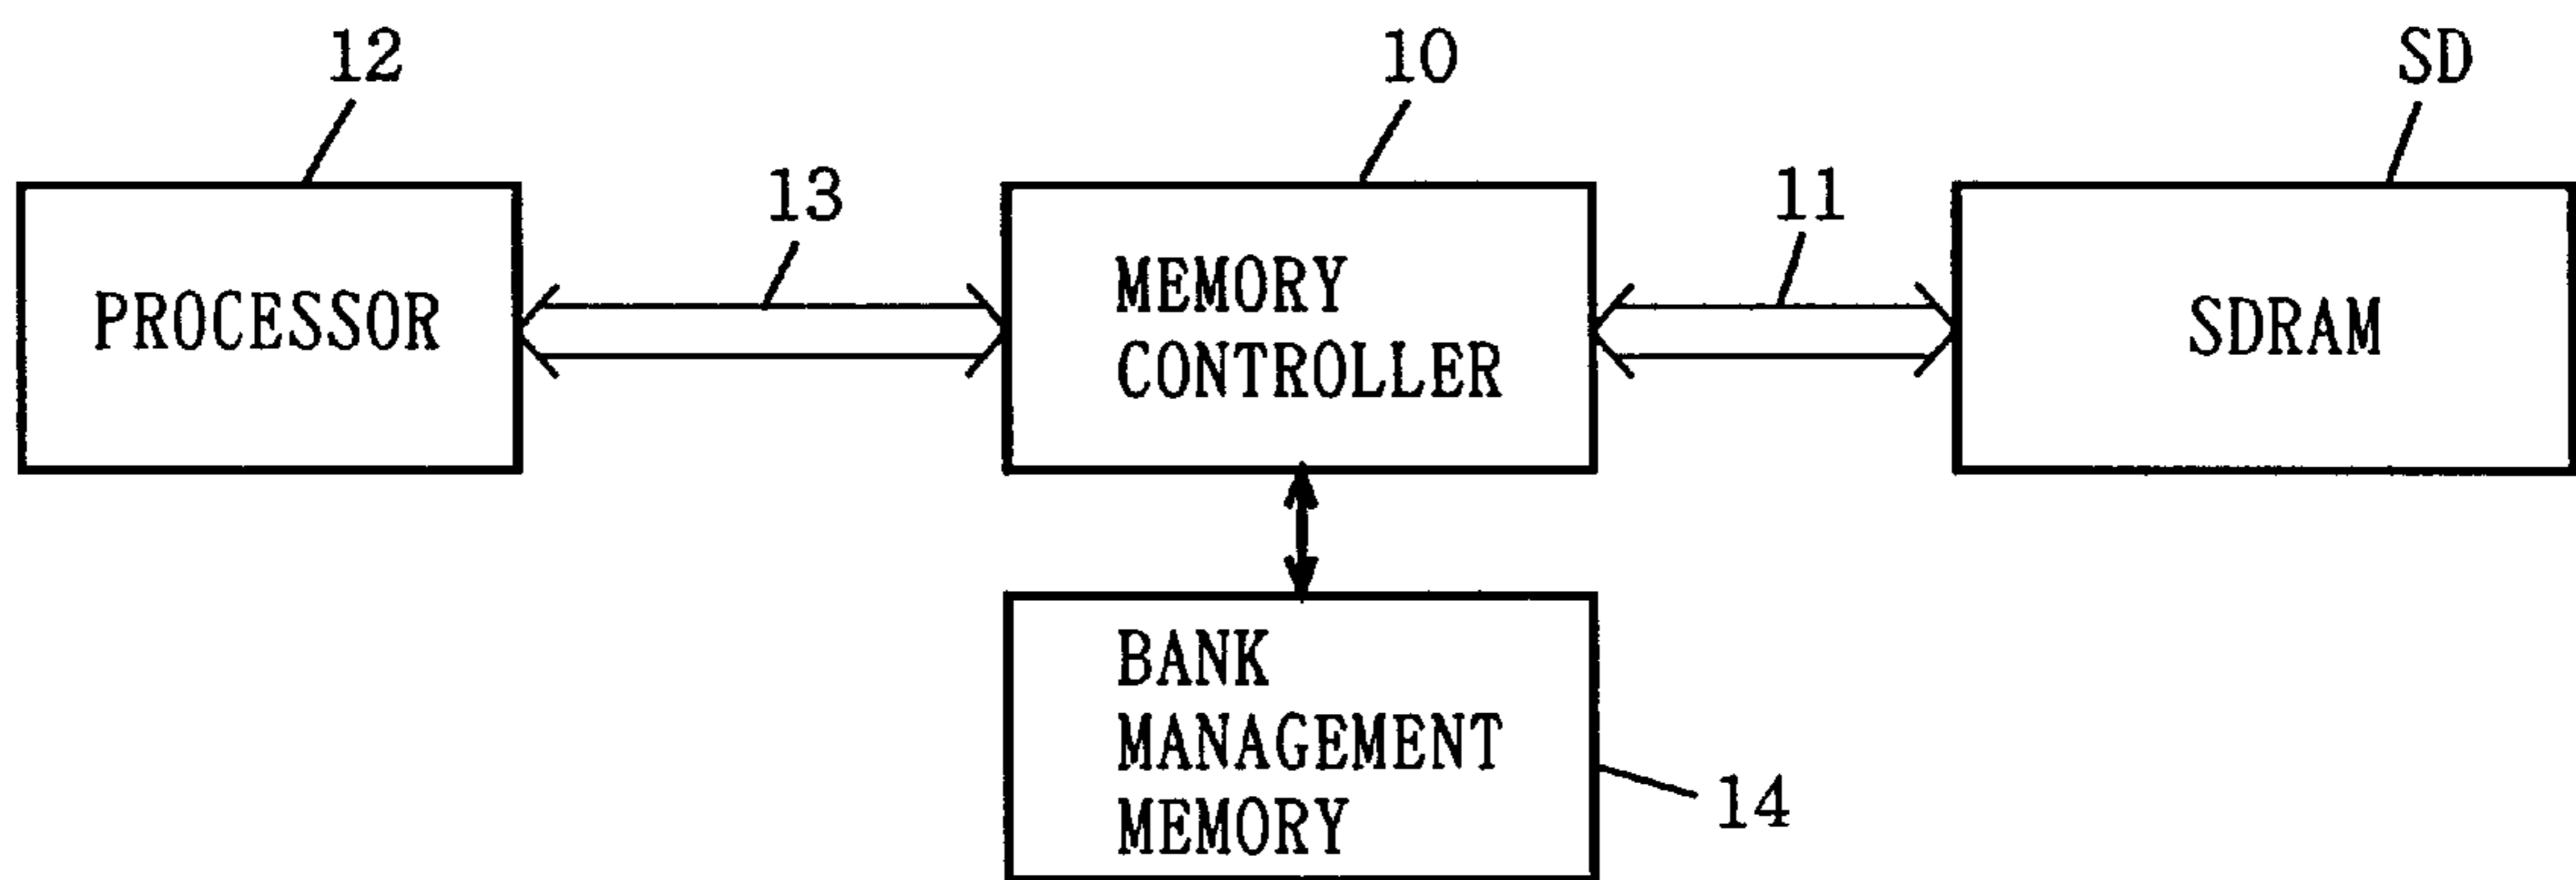 12
10
SD
13
11
PROCESSOR
MEMORY
CONTROLLER
SDRAM
BANK
MANAGEMENT
MEMORY
14